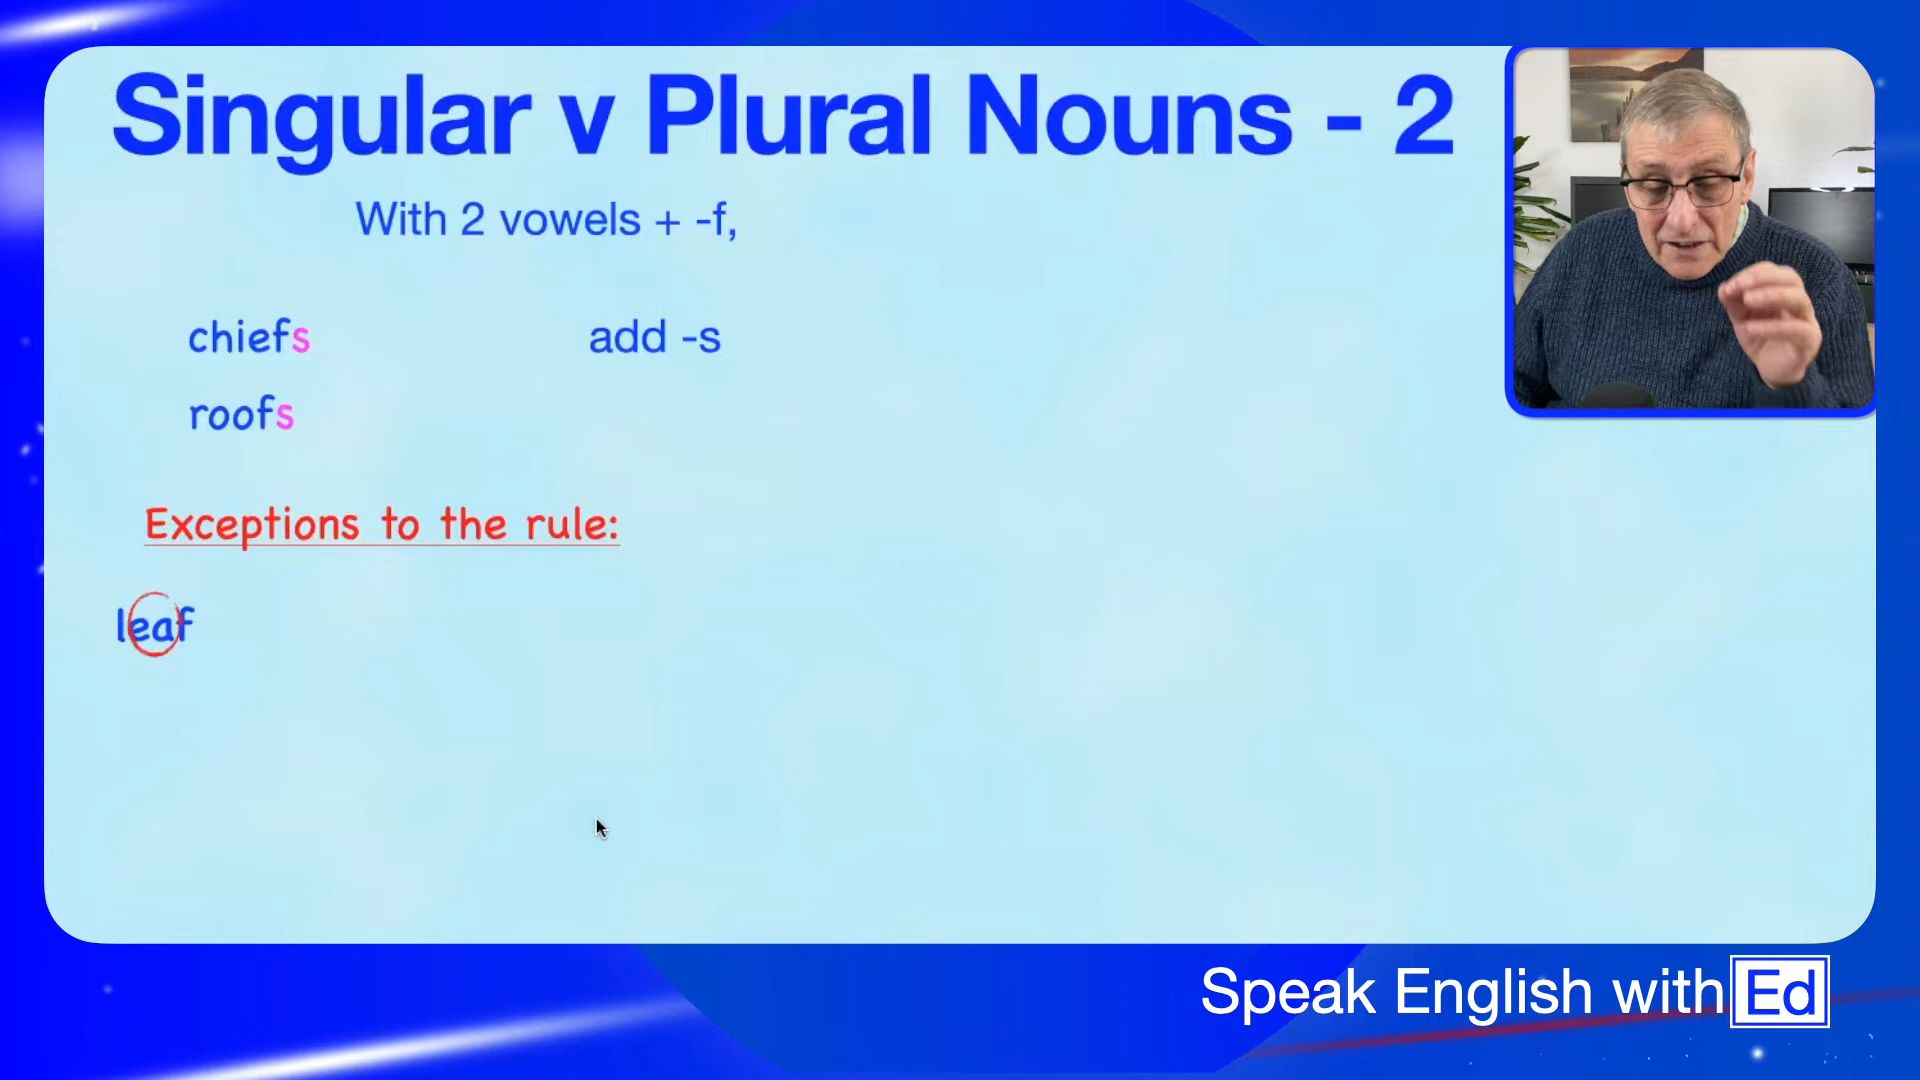 Singular v Plural Nouns - 2
With 2 vowels + -f,
chiefs add -s
roofs
Exceptions to the rule:
leaf
Speak English with Ed